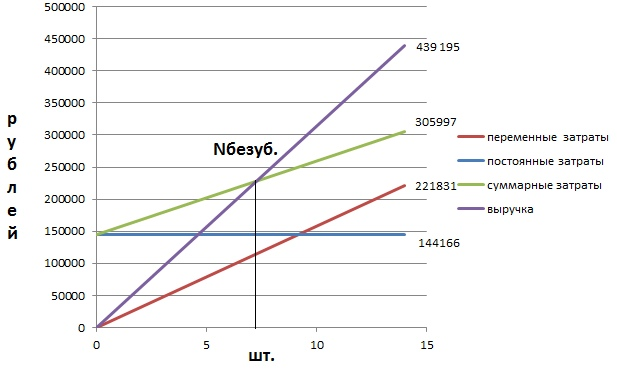 500000
450000
400000
350000
300000
250000
200000
150000
100000
50000
0
рублей
0
5
10
15
шт.
Nбезуб.
439 195
305997
221831
144166
переменные затраты
постоянные затраты
суммарные затраты
выручка